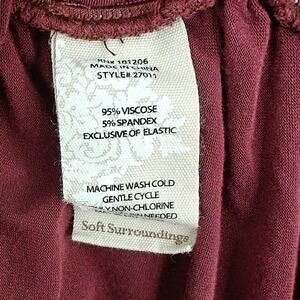 RN# 101206
MADE IN CHINA
STYLE# 27011
95% VISCOSE
5% SPANDEX
EXCLUSIVE OF ELASTIC
MACHINE WASH COLD
GENTLE CYCLE
NON-CHLORINE
NEEDED
Soft Surroundings